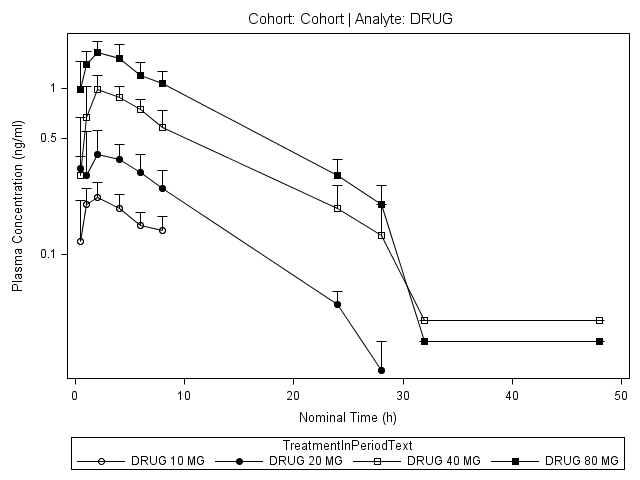 Cohort: Cohort | Analyte: DRUG
Plasma Concentration (ng/ml)
1
0.5
0.1
0 10 20 30 40 50
Nominal Time (h)
TreatmentInPeriodText
DRUG 10 MG DRUG 20 MG DRUG 40 MG DRUG 80 MG